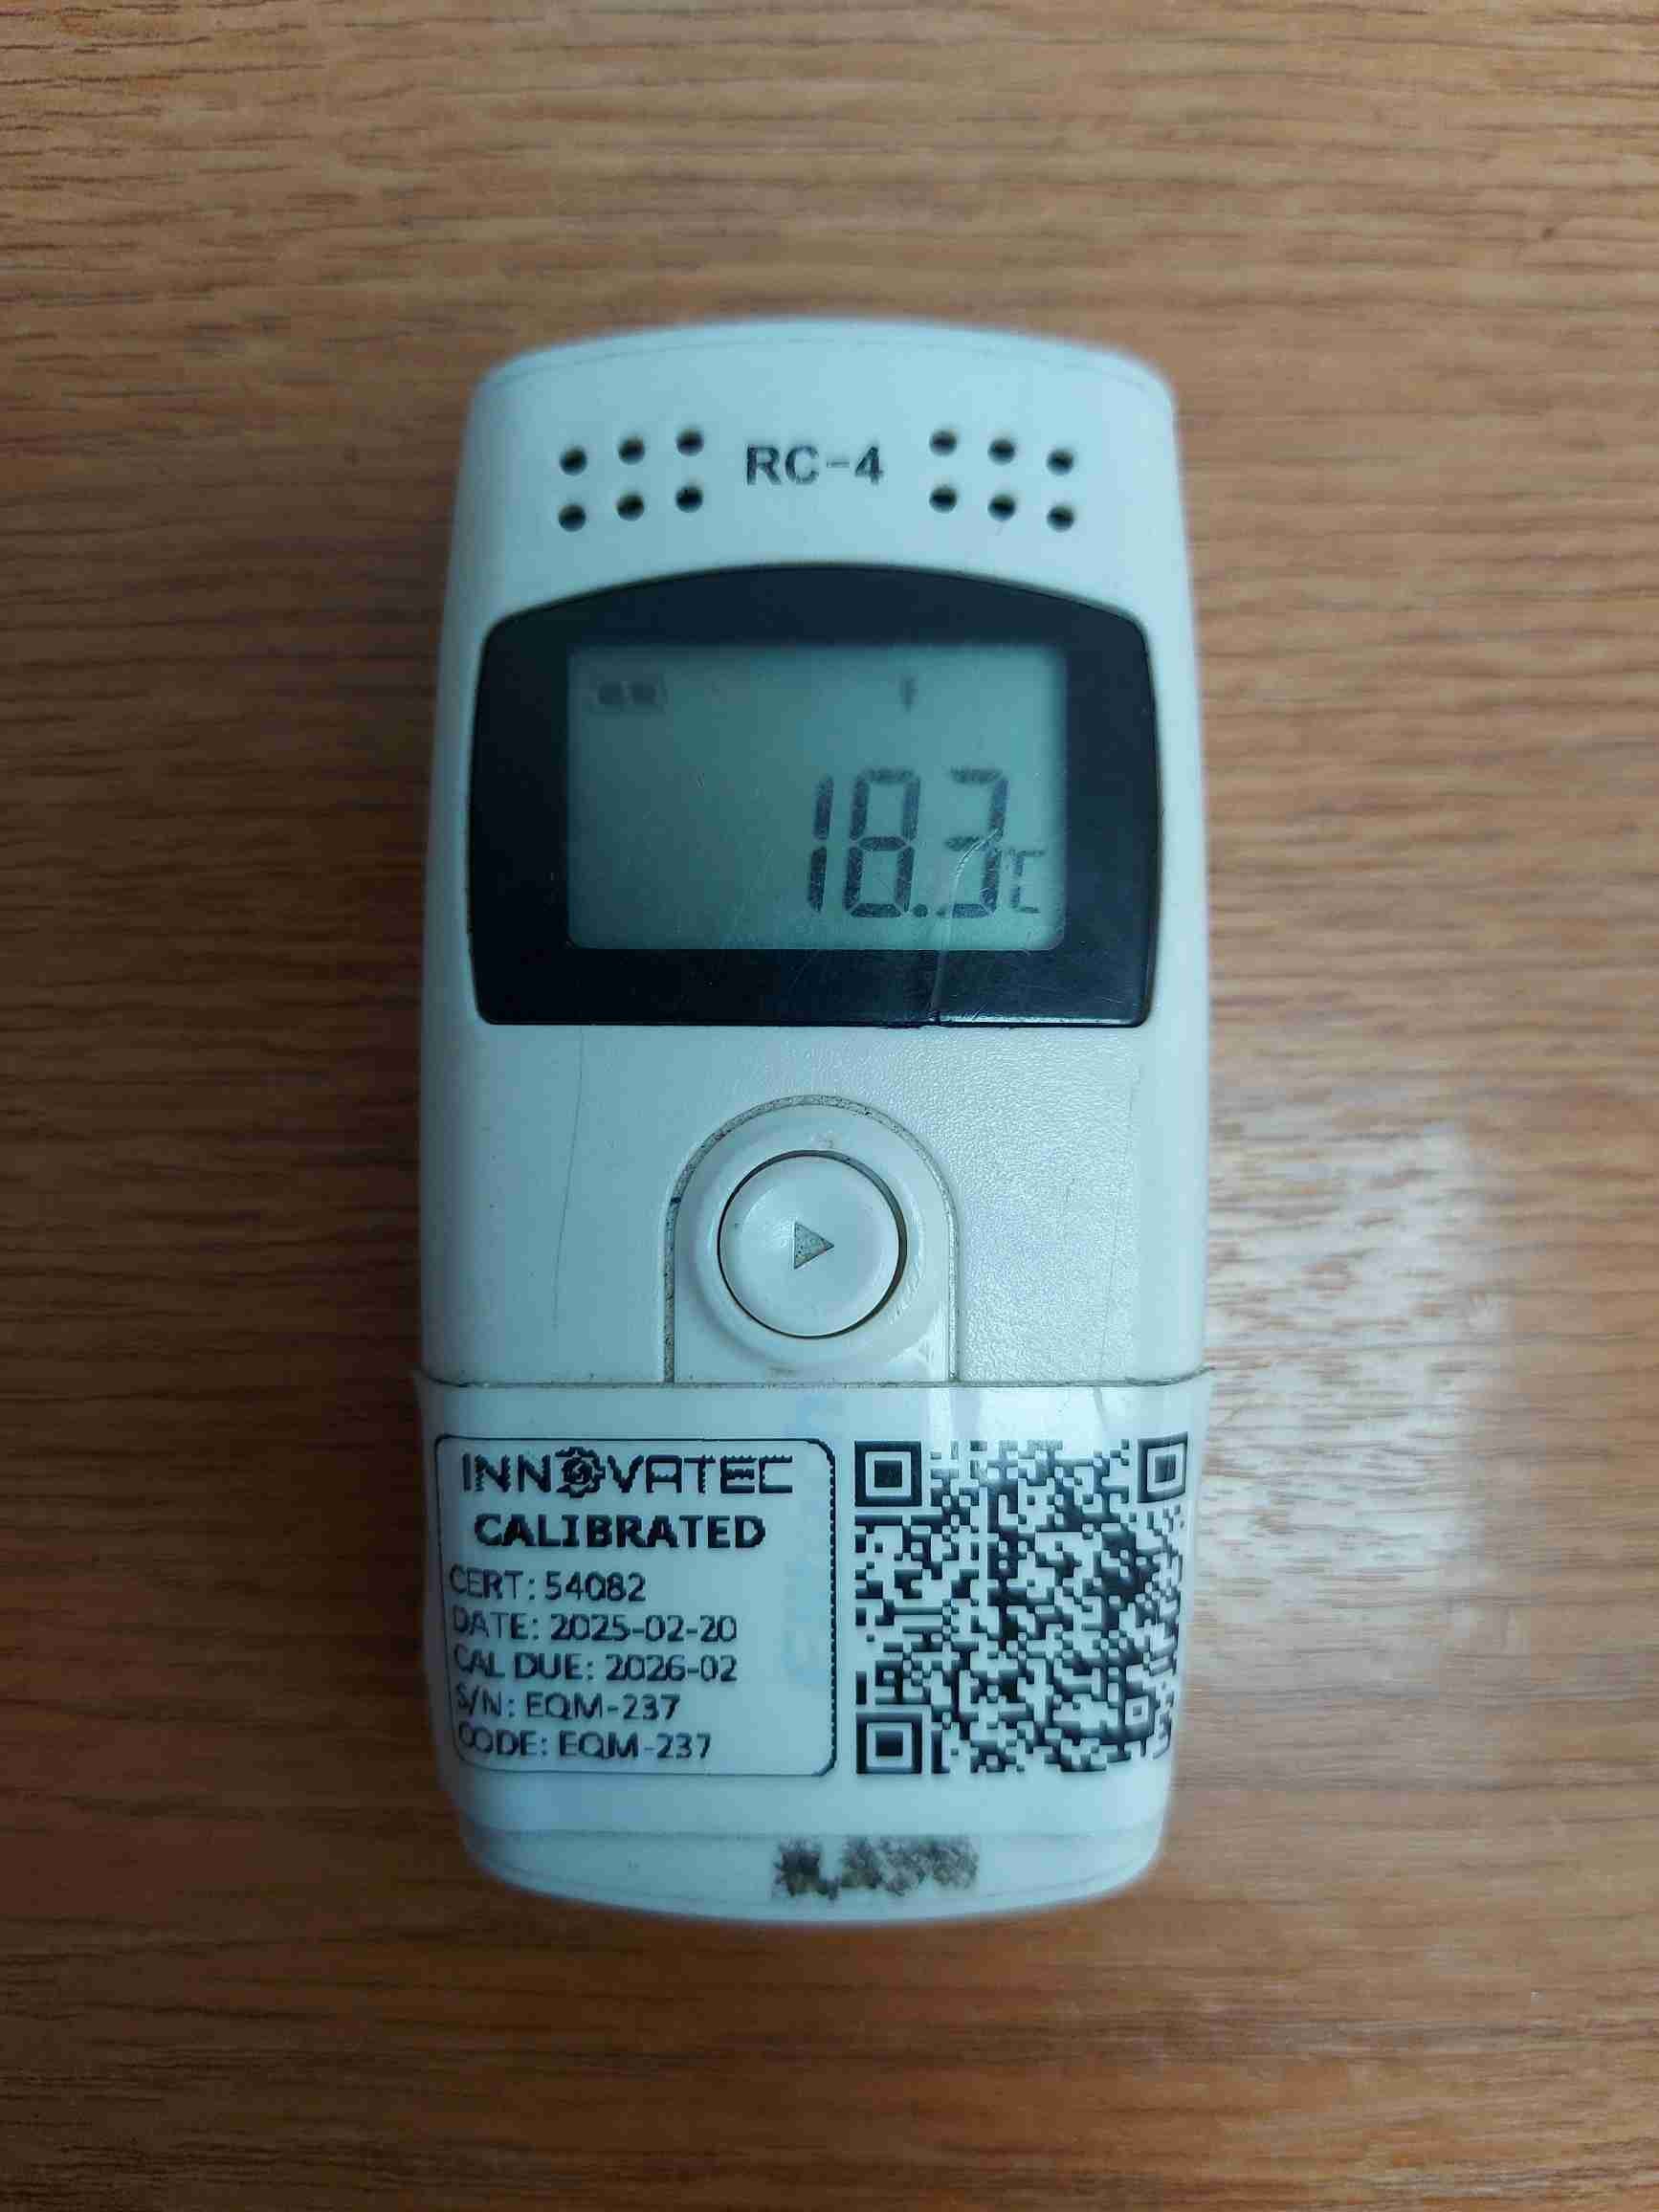 RC-4
18.3°C
INNOVATEC
CALIBRATED
CERT: 54082
DATE: 2025-02-20
CAL DUE: 2026-02
S/N: EQM-237
CODE: EQM-237